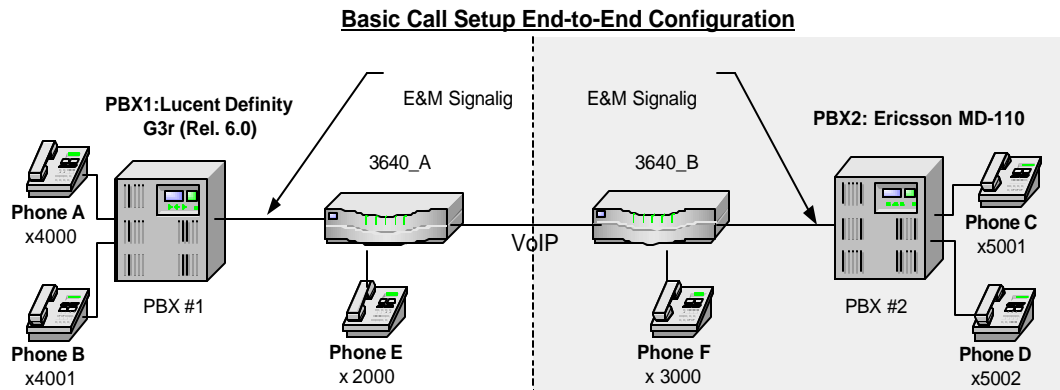 Basic Call Setup End-to-End Configuration
PBX1:Lucent Definity
G3r (Rel. 6.0)
E&M Signalig
E&M Signalig
PBX2: Ericsson MD-110
3640_A
3640_B
Phone A
x4000
Phone C
x5001
VoIP
PBX #1
PBX #2
Phone B
x4001
Phone E
x 2000
Phone F
x 3000
Phone D
x5002